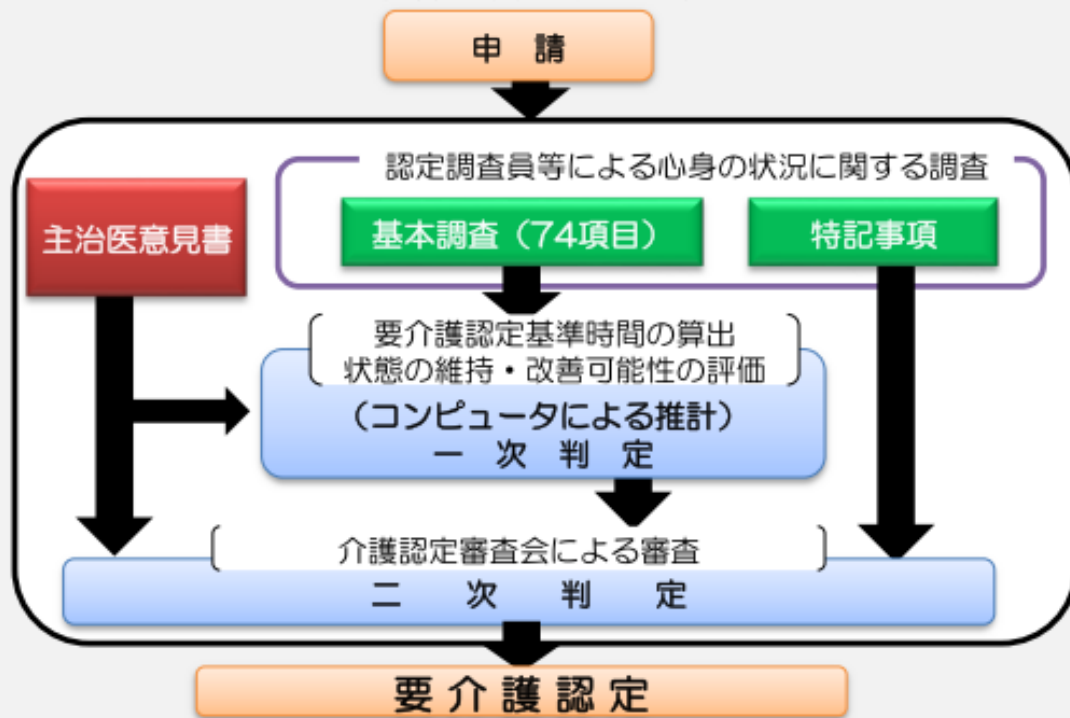 申 請
認定調査員等による心身の状況に関する調査
主治医意見書
基本調査（74項目）
特記事項
要介護認定基準時間の算出
状態の維持・改善可能性の評価
（コンピュータによる推計）
一 次 判 定
介護認定審査会による審査
二 次 判 定
要介護認定